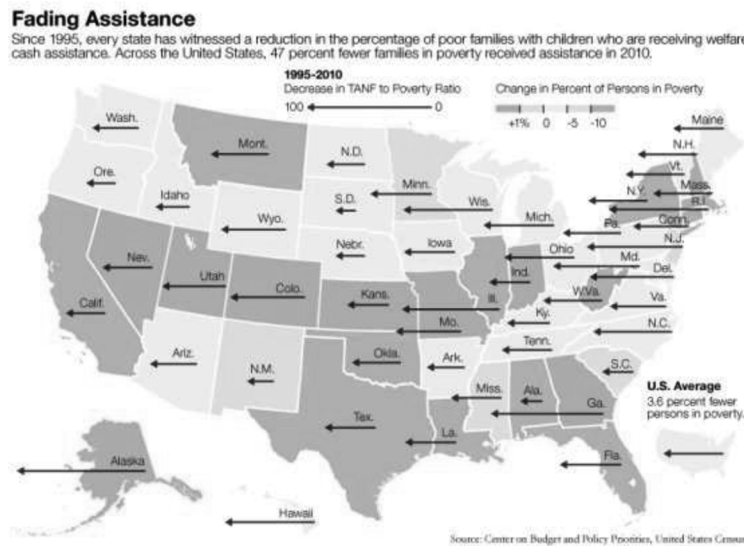 Fading Assistance
Since 1995, every state has witnessed a reduction in the percentage of poor families with children who are receiving welfare
cash assistance. Across the United States, 47 percent fewer families in poverty received assistance in 2010.
1995-2010
Decrease in TANF to Poverty Ratio
100 0
Change in Percent of Persons in Poverty
+1% 0 -5 -10
Maine
Wash.
N.H.
Mont.
N.D.
Vt.
Ore.
Minn.
N.Y.
Mass.
Idaho
S.D.
Wis.
R.I.
Wyo.
Mich.
Pa.
Conn.
Nebr.
Iowa
Ohio
N.J.
Nev.
Md.
Utah
Colo.
Ind.
Del.
Calif.
Kans.
Ill.
W.Va.
Va.
Mo.
Ky.
N.C.
Ariz.
Okla.
Ark.
Tenn.
N.M.
S.C.
Miss.
Ala.
U.S. Average
3.6 percent fewer
persons in poverty.
Tex.
Ga.
La.
Alaska
Fla.
Hawaii
Source: Center on Budget and Policy Priorities, United States Census